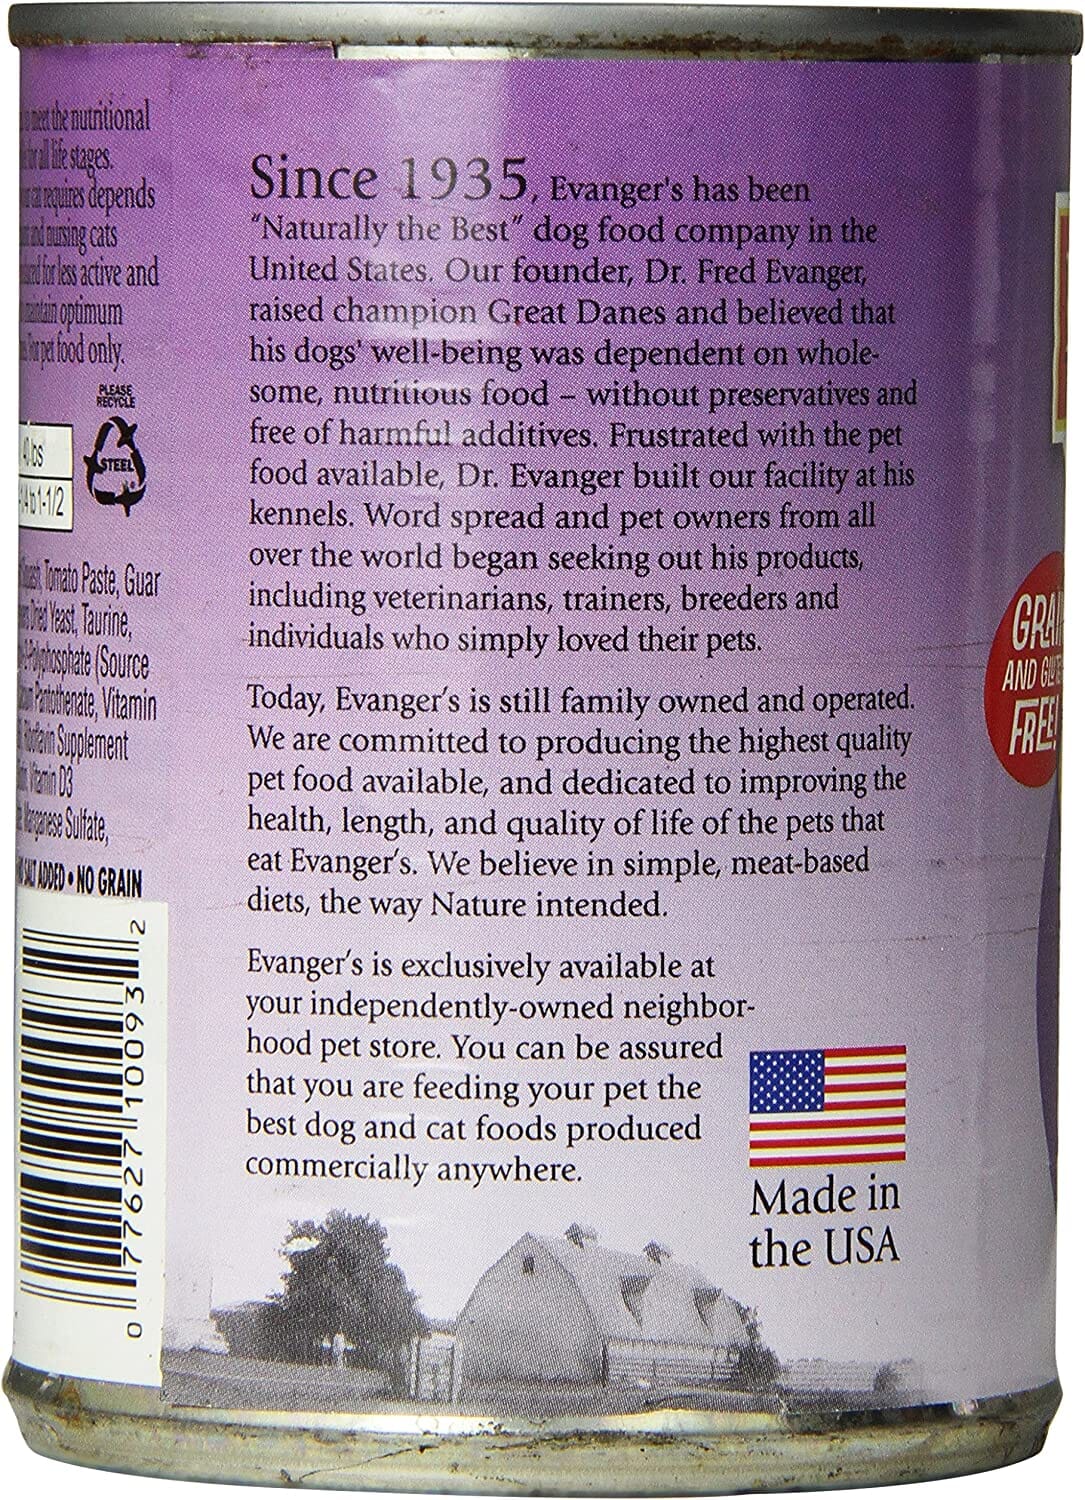 meet the nutritional
for all life stages.
cat requires depends
and nursing cats
for less active and
maintain optimum
For pet food only.
PLEASE
RECYCLE
STEEL
40 lbs
1/4 to 1-1/2
Squash, Tomato Paste, Guar
Dried Yeast, Taurine,
Polyphosphate (Source
Pantothenate, Vitamin
Riboflavin Supplement
Vitamin D3
Manganese Sulfate,
SALT ADDED • NO GRAIN
0 77627 10093 2
Since 1935, Evanger's has been
“Naturally the Best” dog food company in the
United States. Our founder, Dr. Fred Evanger,
raised champion Great Danes and believed that
his dogs' well-being was dependent on whole-
some, nutritious food – without preservatives and
free of harmful additives. Frustrated with the pet
food available, Dr. Evanger built our facility at his
kennels. Word spread and pet owners from all
over the world began seeking out his products,
including veterinarians, trainers, breeders and
individuals who simply loved their pets.
Today, Evanger’s is still family owned and operated.
We are committed to producing the highest quality
pet food available, and dedicated to improving the
health, length, and quality of life of the pets that
eat Evanger’s. We believe in simple, meat-based
diets, the way Nature intended.
Evanger’s is exclusively available at
your independently-owned neighbor-
hood pet store. You can be assured
that you are feeding your pet the
best dog and cat foods produced
commercially anywhere.
Made in
the USA
GRAIN
AND GLUTE
FREE!